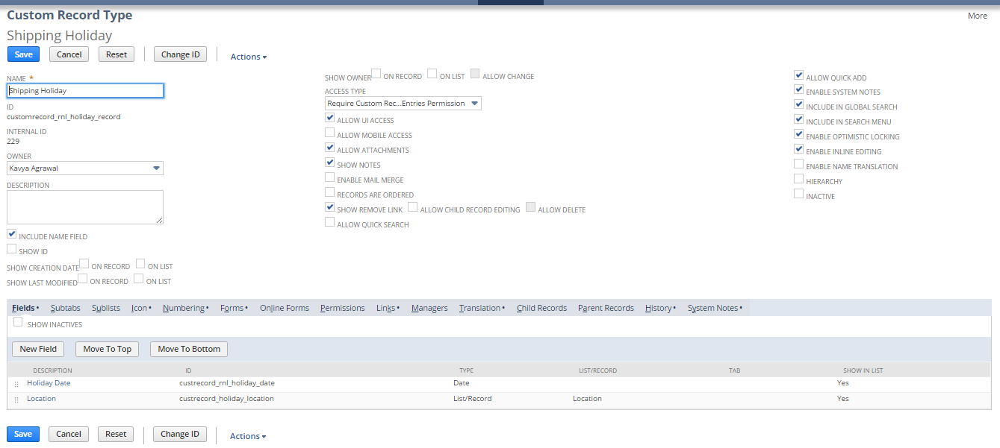 Custom Record Type
More
Shipping Holiday
Save Cancel Reset Change ID Actions
NAME *
Shipping Holiday
ID
customrecord_rnl_holiday_record
INTERNAL ID
229
OWNER
Kavya Agrawal
DESCRIPTION
INCLUDE NAME FIELD
SHOW ID
SHOW CREATION DATE ON RECORD ON LIST
SHOW LAST MODIFIED ON RECORD ON LIST
SHOW OWNER ON RECORD ON LIST ALLOW CHANGE
ACCESS TYPE
Require Custom Rec...Entries Permission
ALLOW UI ACCESS
ALLOW MOBILE ACCESS
ALLOW ATTACHMENTS
SHOW NOTES
ENABLE MAIL MERGE
RECORDS ARE ORDERED
SHOW REMOVE LINK ALLOW CHILD RECORD EDITING ALLOW DELETE
ALLOW QUICK SEARCH
ALLOW QUICK ADD
ENABLE SYSTEM NOTES
INCLUDE IN GLOBAL SEARCH
INCLUDE IN SEARCH MENU
ENABLE OPTIMISTIC LOCKING
ENABLE INLINE EDITING
ENABLE NAME TRANSLATION
HIERARCHY
INACTIVE
Fields • Subtabs Sublists Icon • Numbering • Forms • Online Forms Permissions Links • Managers Translation • Child Records Parent Records History • System Notes •
SHOW INACTIVES
New Field Move To Top Move To Bottom
DESCRIPTION ID TYPE LIST/RECORD TAB SHOW IN LIST
Holiday Date custrecord_rnl_holiday_date Date Yes
Location custrecord_holiday_location List/Record Location Yes
Save Cancel Reset Change ID Actions